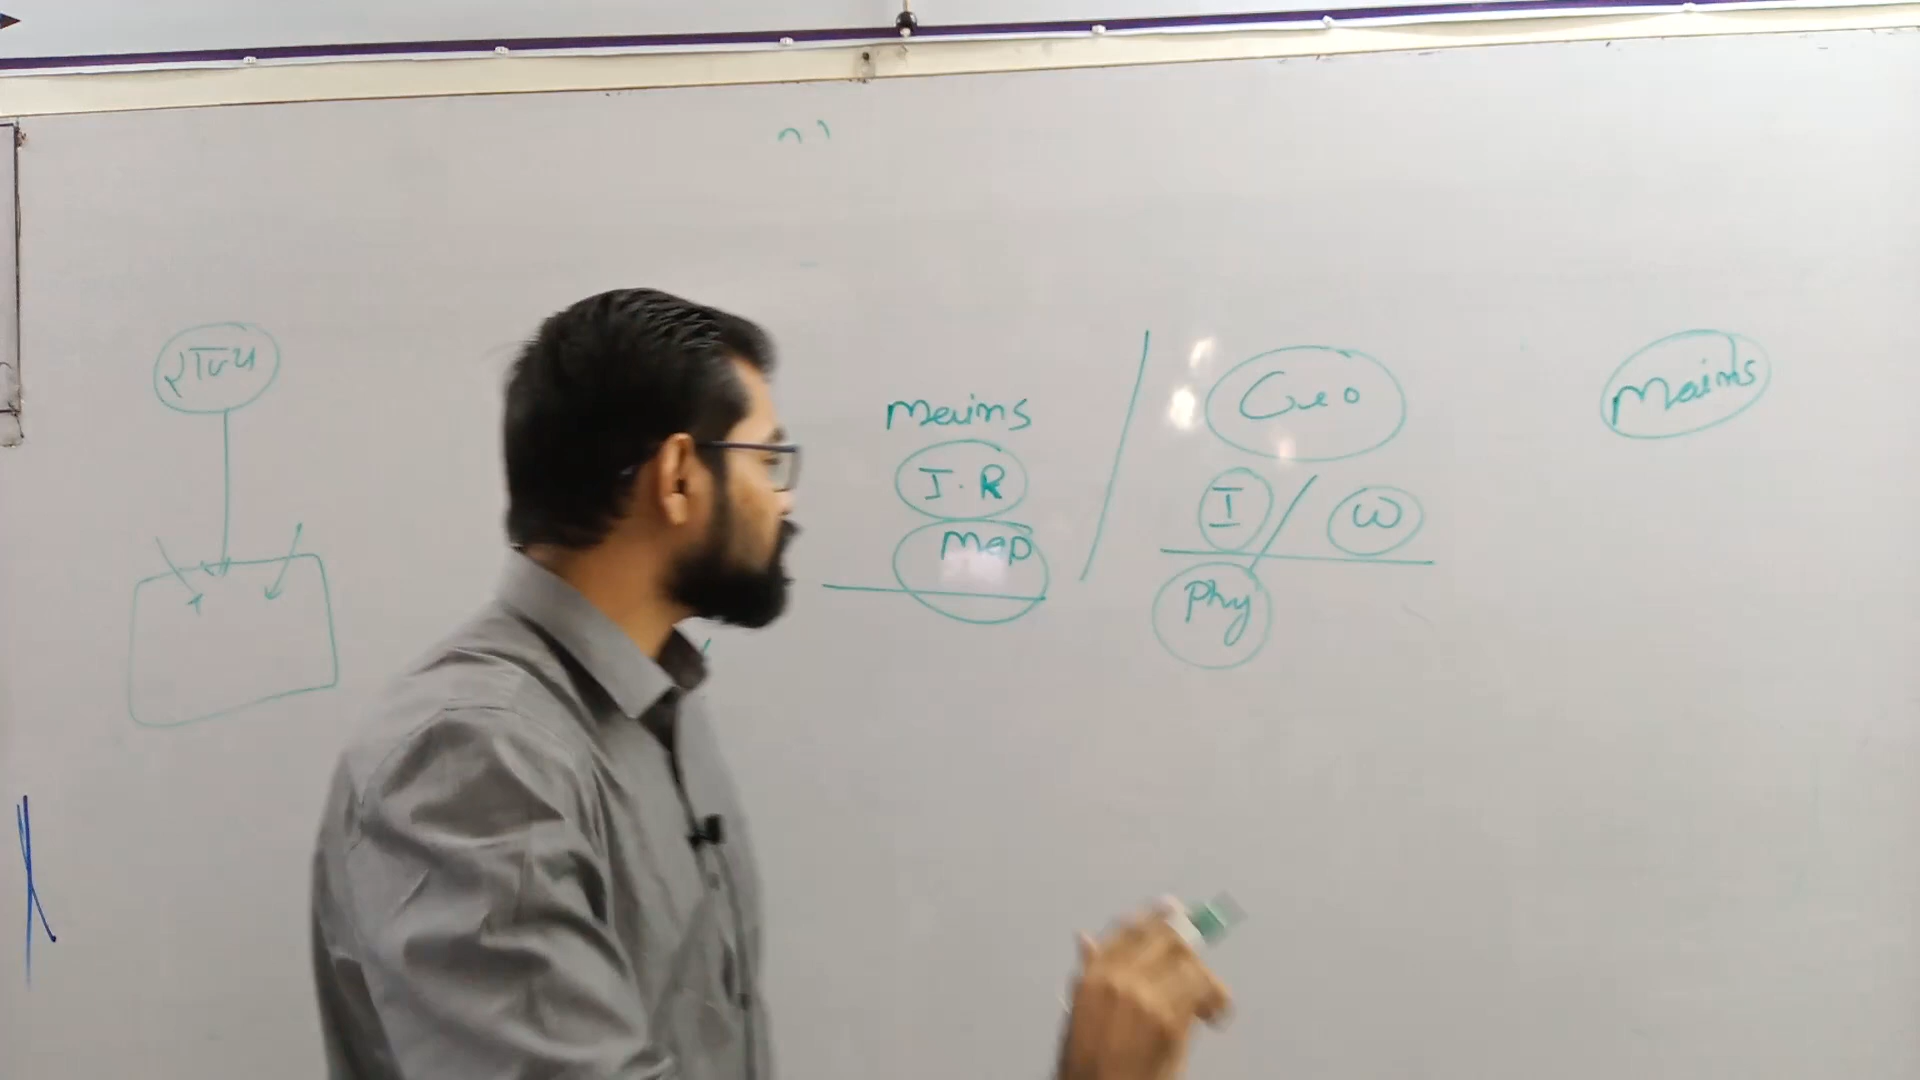 राज्य
Mains
I.R
Map
Geo
I / W
Phy
Mains